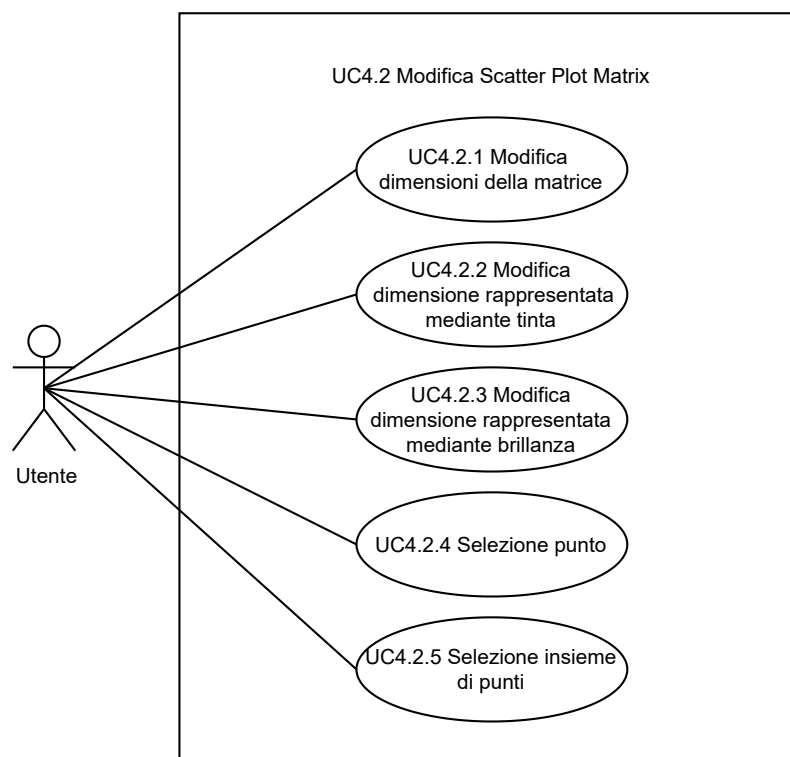 UC4.2 Modifica Scatter Plot Matrix
UC4.2.1 Modifica
dimensioni della matrice
UC4.2.2 Modifica
dimensione rappresentata
mediante tinta
UC4.2.3 Modifica
dimensione rappresentata
mediante brillanza
Utente
UC4.2.4 Selezione punto
UC4.2.5 Selezione insieme
di punti